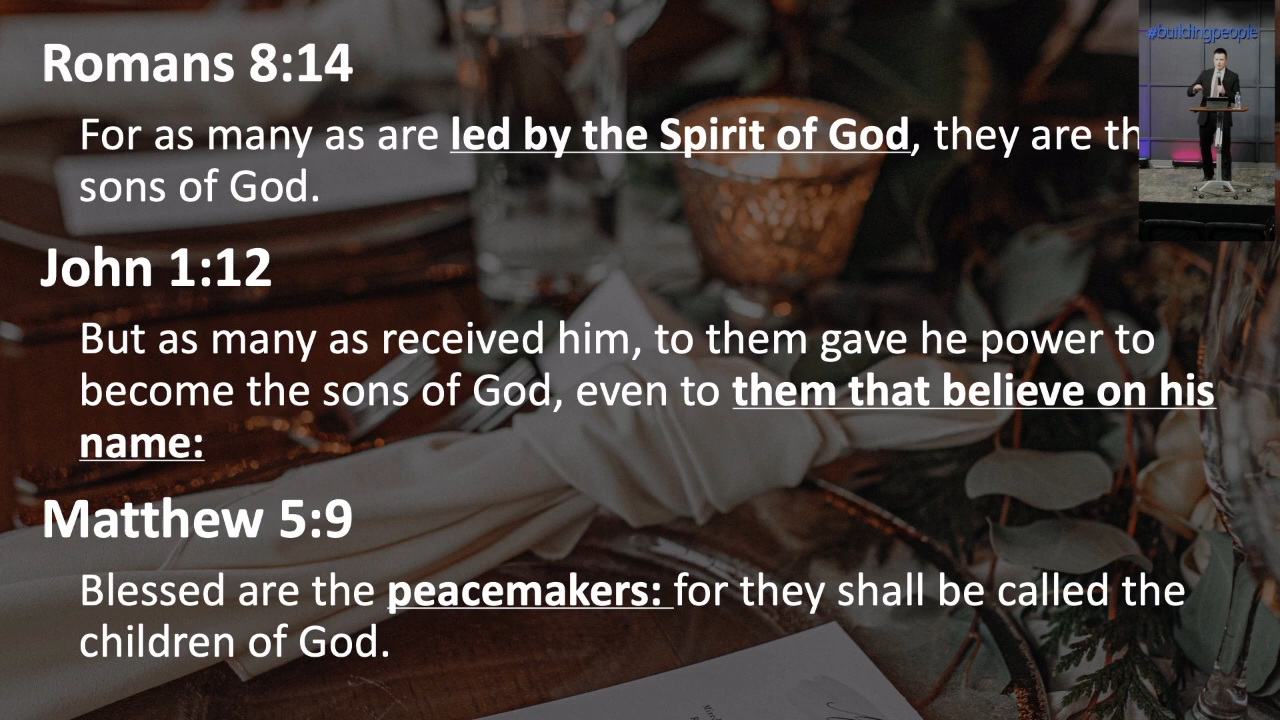 Romans 8:14
For as many as are led by the Spirit of God, they are th
sons of God.
John 1:12
But as many as received him, to them gave he power to
become the sons of God, even to them that believe on his
name:
Matthew 5:9
Blessed are the peacemakers: for they shall be called the
children of God.
#buildingpeople